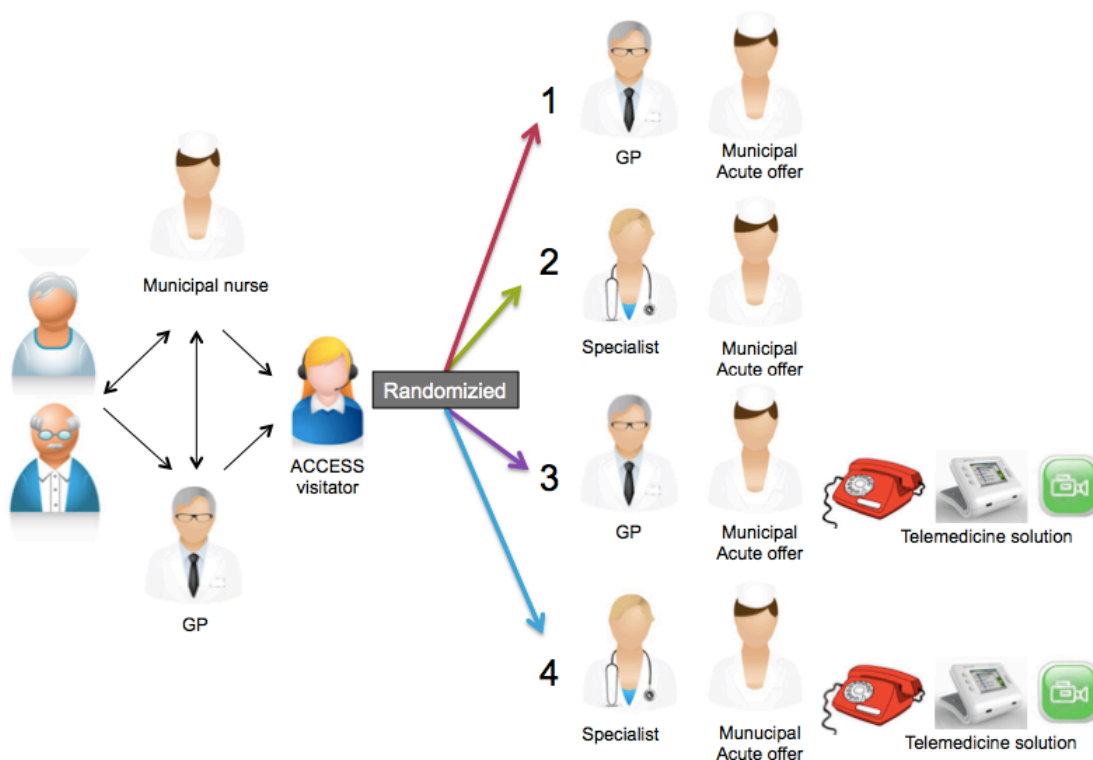 Municipal nurse
GP
ACCESS
visitator
Randomizied
1
GP
Municipal
Acute offer
2
Specialist
Municipal
Acute offer
3
GP
Municipal
Acute offer
Telemedicine solution
4
Specialist
Munucipal
Acute offer
Telemedicine solution